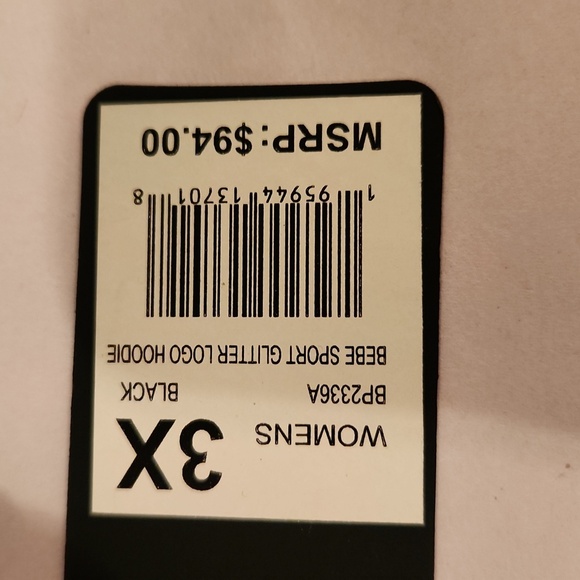 WOMENS 3X
BP2336A BLACK
BEBE SPORT GLITTER LOGO HOODIE
1 95944 13701 8
MSRP: $94.00